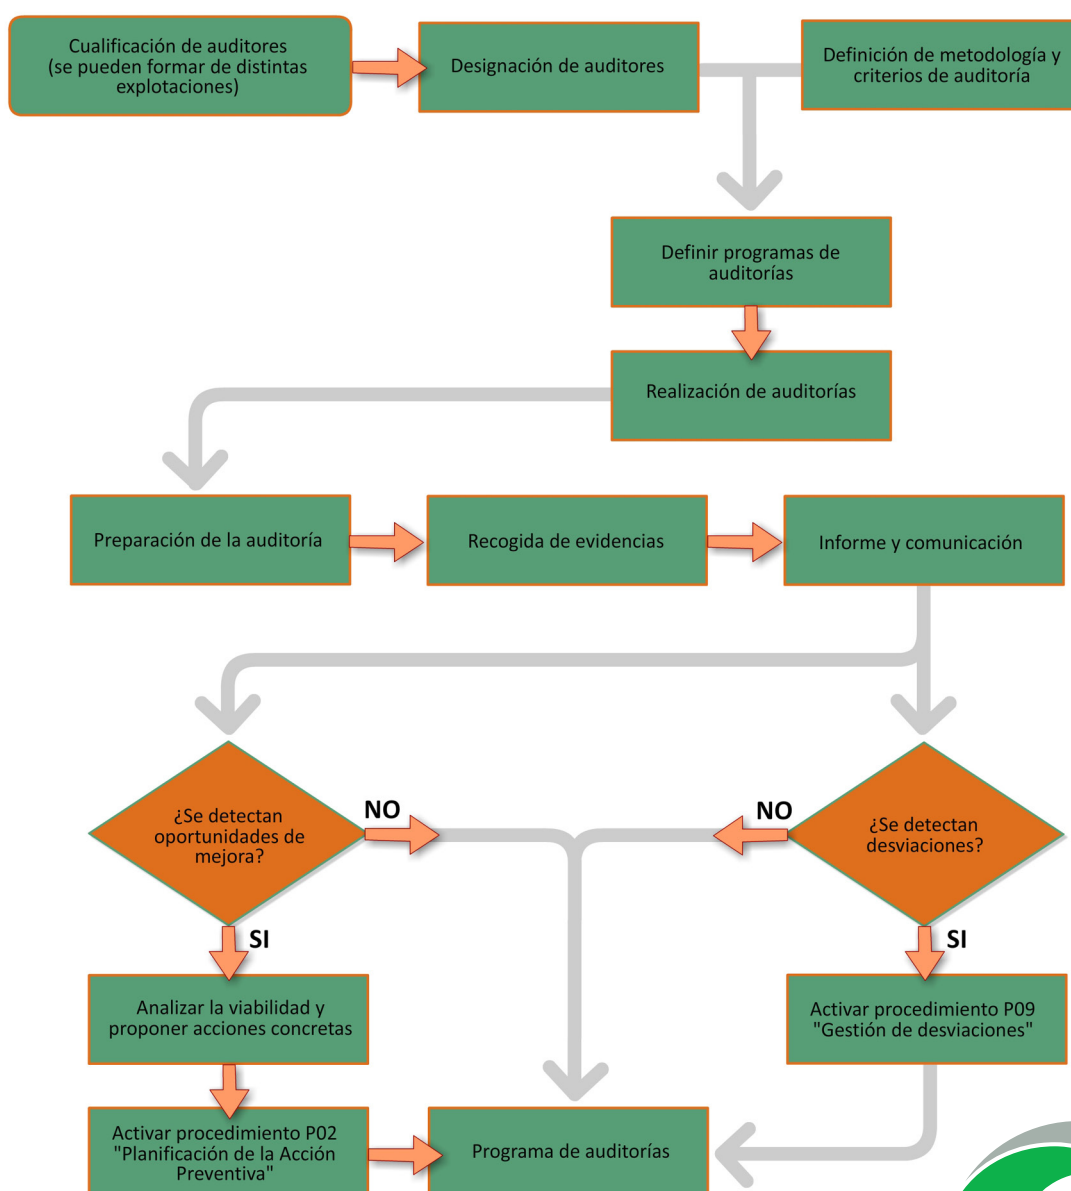 Cualificación de auditores
(se pueden formar de distintas
explotaciones)
Designación de auditores
Definición de metodología y
criterios de auditoría
Definir programas de
auditorías
Realización de auditorías
Preparación de la auditoría
Recogida de evidencias
Informe y comunicación
¿Se detectan
oportunidades de
mejora?
NO
NO
¿Se detectan
desviaciones?
SI
SI
Analizar la viabilidad y
proponer acciones concretas
Activar procedimiento P09
"Gestión de desviaciones"
Activar procedimiento P02
"Planificación de la Acción
Preventiva"
Programa de auditorías